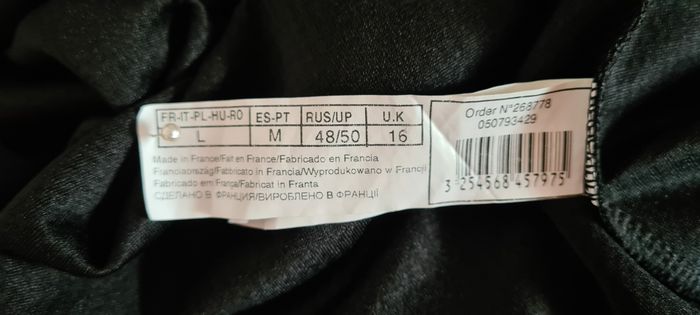 FR-IT-PL-HU-RO ES-PT RUS/UP U.K
L M 48/50 16
Made in France/Fait en France/Fabricado en Francia
Franciaország/Fabbricato in Francia/Wyprodukowano w Francji
Fabricado em França/Fabricat in Franta
СДЕЛАНО В ФРАНЦИЯ/ВИРОБЛЕНО В ФРАНЦІЇ
Order N°268778
050793429
3 254568 457975